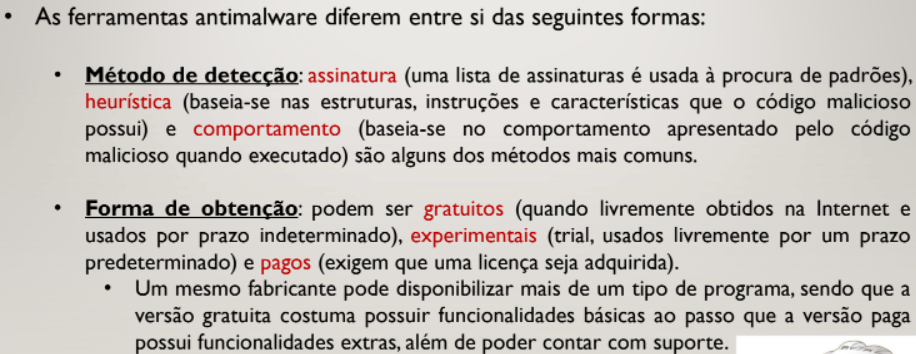 • As ferramentas antimalware diferem entre si das seguintes formas:
• Método de detecção: assinatura (uma lista de assinaturas é usada à procura de padrões),
heurística (baseia-se nas estruturas, instruções e características que o código malicioso
possui) e comportamento (baseia-se no comportamento apresentado pelo código
malicioso quando executado) são alguns dos métodos mais comuns.
• Forma de obtenção: podem ser gratuitos (quando livremente obtidos na Internet e
usados por prazo indeterminado), experimentais (trial, usados livremente por um prazo
predeterminado) e pagos (exigem que uma licença seja adquirida).
• Um mesmo fabricante pode disponibilizar mais de um tipo de programa, sendo que a
versão gratuita costuma possuir funcionalidades básicas ao passo que a versão paga
possui funcionalidades extras, além de poder contar com suporte.